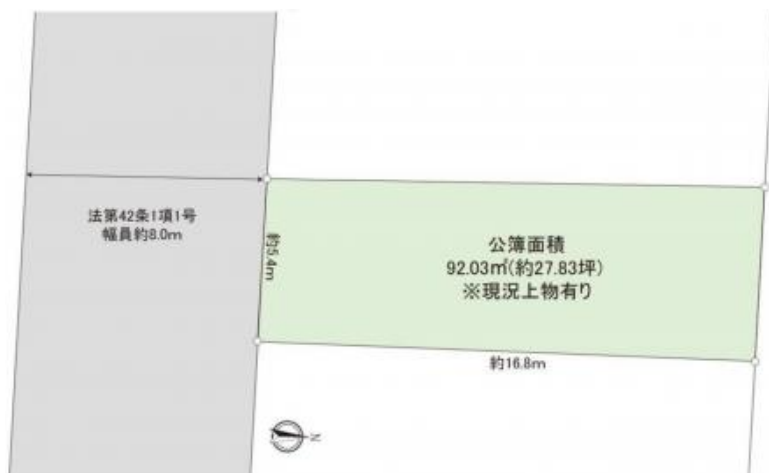 法第42条1項1号
幅員約8.0m
約5.4m
公簿面積
92.03㎡(約27.83坪)
※現況上物有り
約16.8m
N